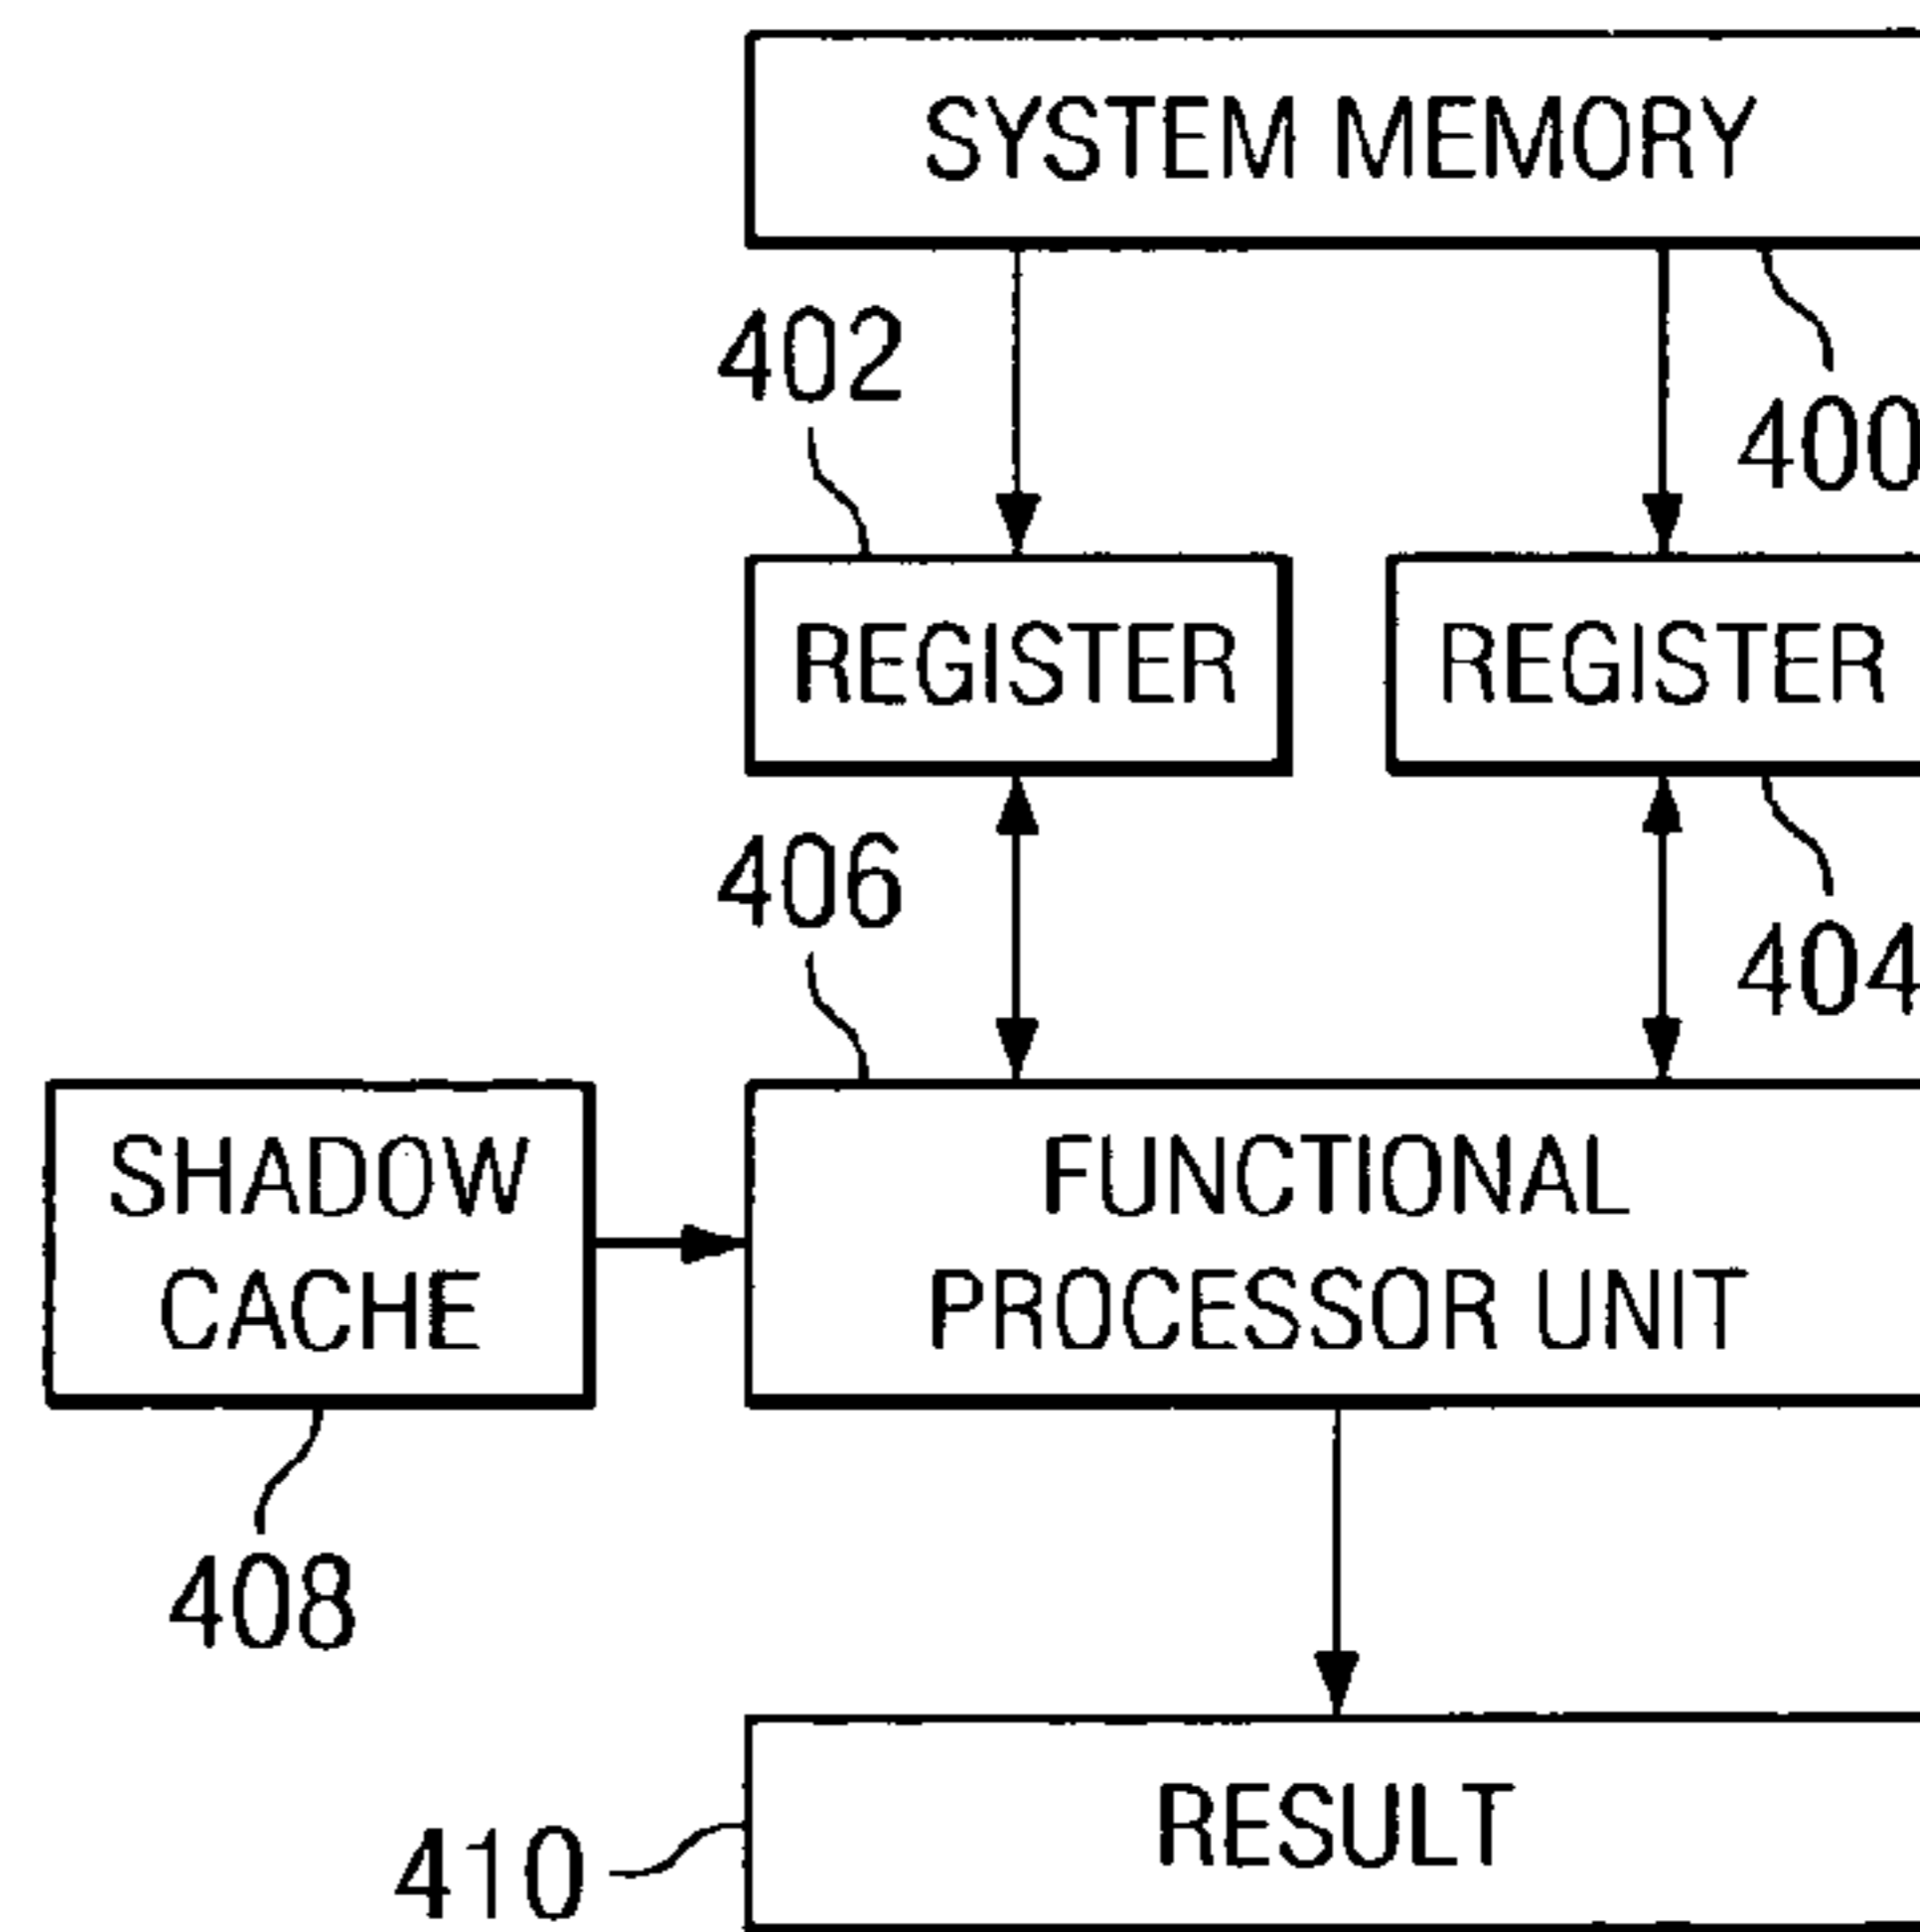 SYSTEM MEMORY
402
400
REGISTER
REGISTER
406
404
SHADOW
CACHE
FUNCTIONAL
PROCESSOR UNIT
408
RESULT
410